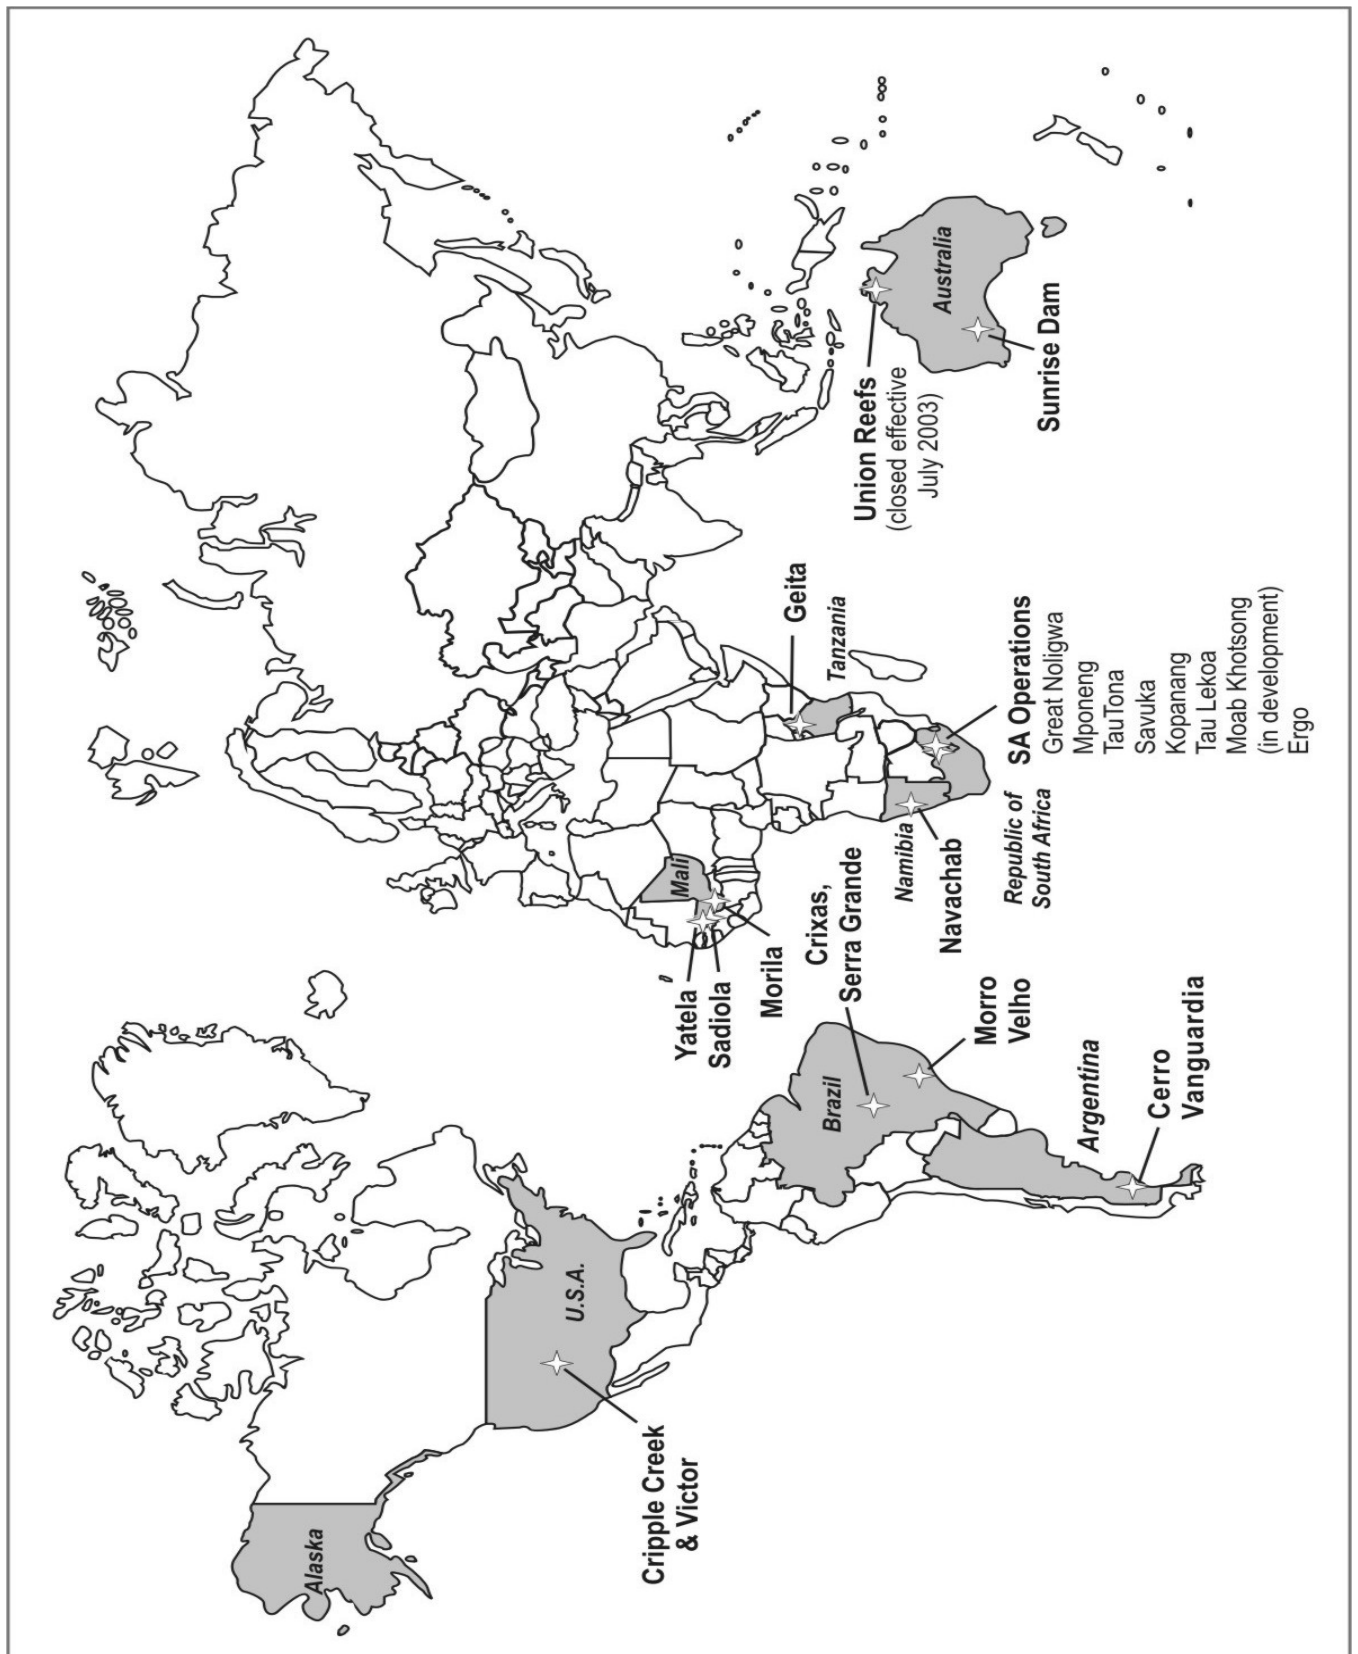 Alaska
U.S.A.
Cripple Creek
& Victor
Brazil
Crixas,
Serra Grande
Morro
Velho
Argentina
Cerro
Vanguardia
Mali
Yatela
Sadiola
Morila
Namibia
Navachab
Republic of
South Africa
Geita
Tanzania
SA Operations
Great Noligwa
Mponeng
TauTona
Savuka
Kopanang
Tau Lekoa
Moab Khotsong
(in development)
Ergo
Union Reefs
(closed effective
July 2003)
Australia
Sunrise Dam